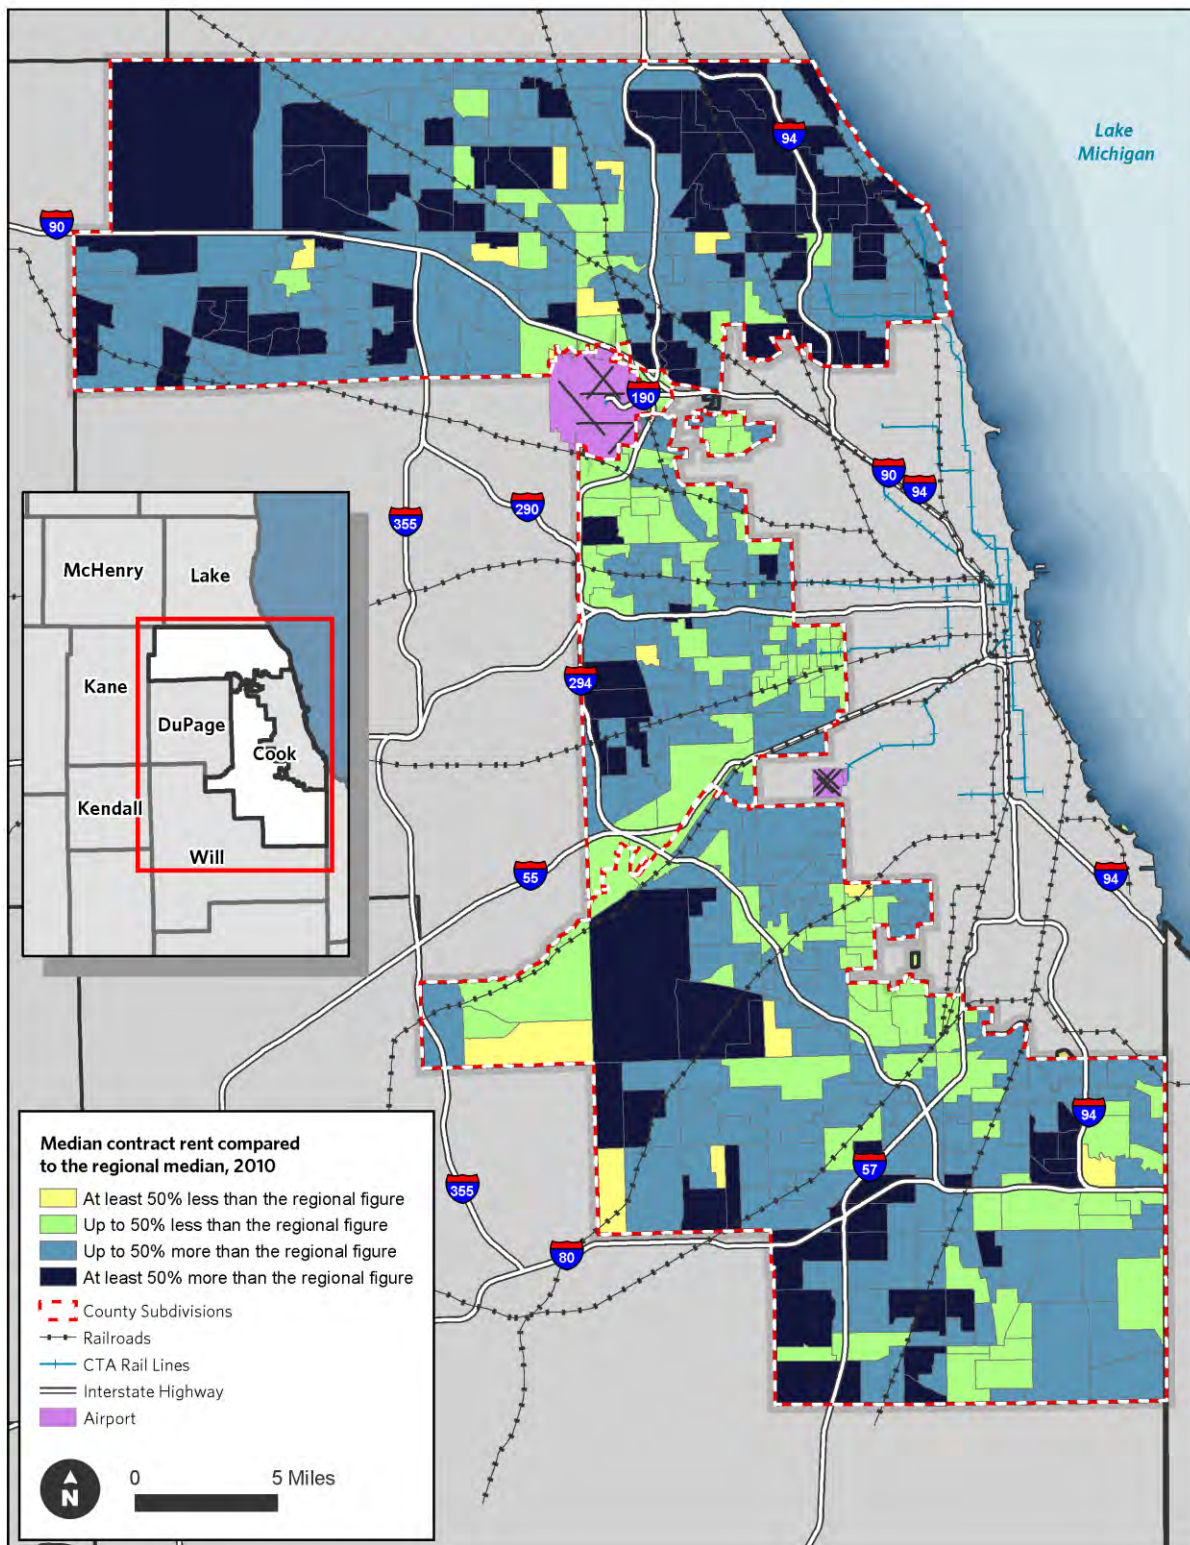 Lake
Michigan
94
90
190
90
94
290
355
294
McHenry
Lake
Kane
DuPage
Cook
Kendall
Will
55
94
94
57
355
80
Median contract rent compared
to the regional median, 2010
At least 50% less than the regional figure
Up to 50% less than the regional figure
Up to 50% more than the regional figure
At least 50% more than the regional figure
County Subdivisions
Railroads
CTA Rail Lines
Interstate Highway
Airport
N
0 5 Miles